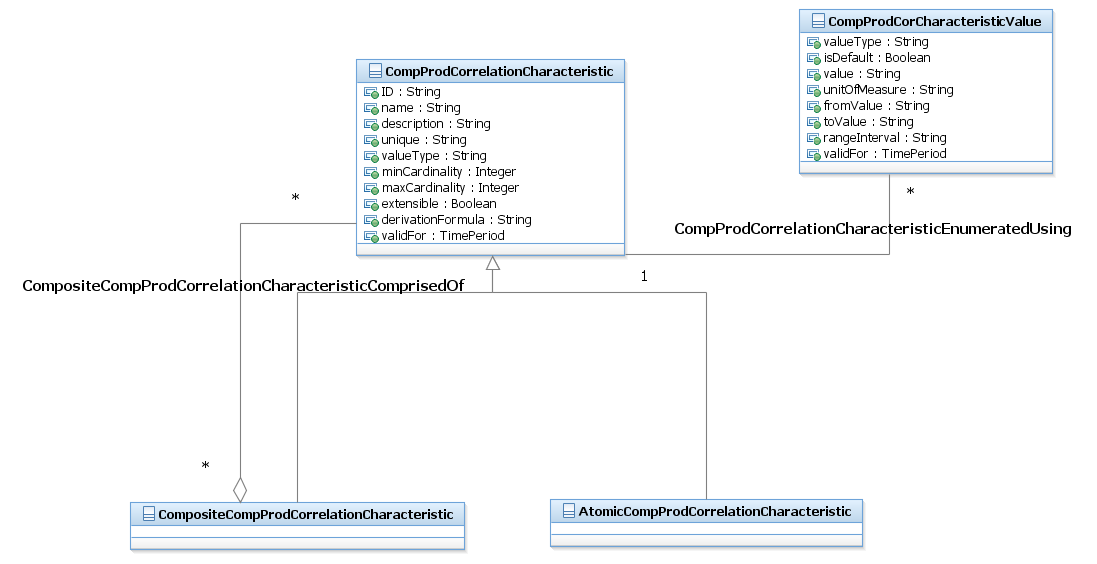 CompProdCorCharacteristicValue
valueType : String
isDefault : Boolean
value : String
unitOfMeasure : String
fromValue : String
toValue : String
rangeInterval : String
validFor : TimePeriod
CompProdCorrelationCharacteristic
ID : String
name : String
description : String
unique : String
valueType : String
minCardinality : Integer
maxCardinality : Integer
extensible : Boolean
derivationFormula : String
validFor : TimePeriod
*
*
CompProdCorrelationCharacteristicEnumeratedUsing
1
CompositeCompProdCorrelationCharacteristicComprisedOf
*
CompositeCompProdCorrelationCharacteristic
AtomicCompProdCorrelationCharacteristic